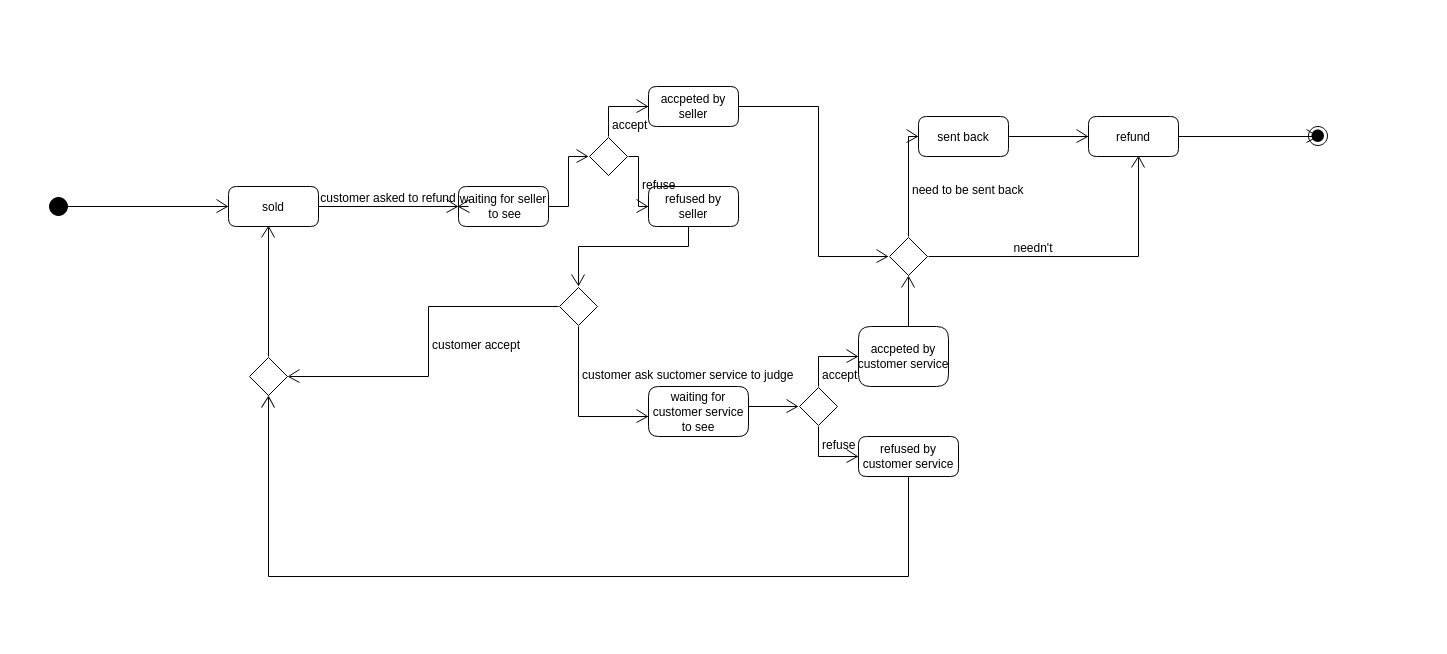 accpeted by
seller
accept
sent back
refund
refuse
need to be sent back
sold
customer asked to refund
waiting for seller
to see
refused by
seller
needn't
customer accept
accpeted by
customer service
customer ask suctomer service to judge
accept
waiting for
customer service
to see
refuse
refused by
customer service